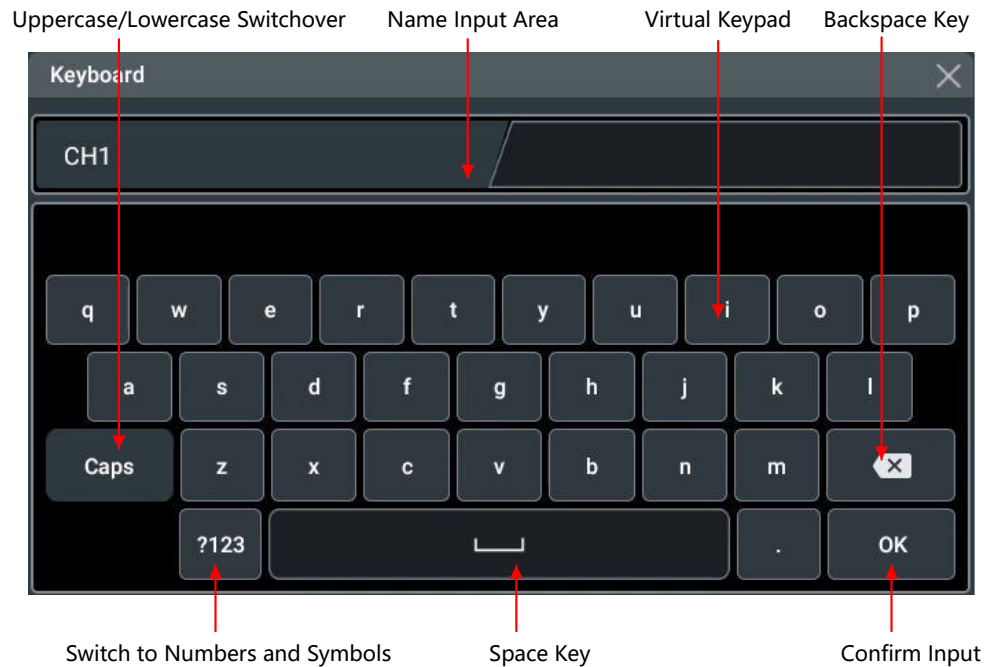 Uppercase/Lowercase Switchover Name Input Area Virtual Keypad Backspace Key
Keyboard
CH1
q w e r t y u i o p
a s d f g h j k l
Caps z x c v b n m
?123 . OK
Switch to Numbers and Symbols Space Key Confirm Input